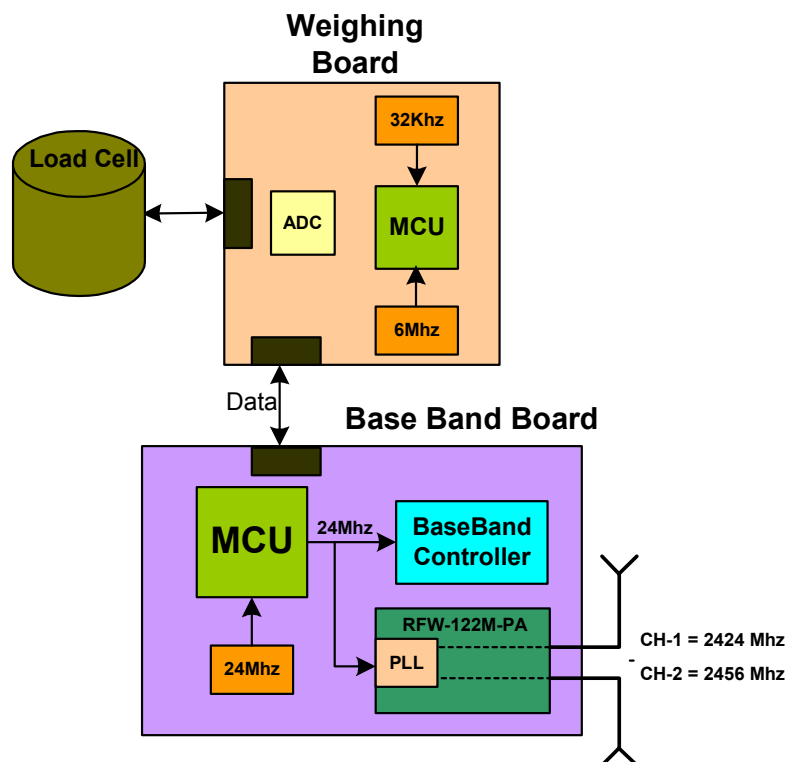 Weighing
Board
32Khz
Load Cell
ADC
MCU
6Mhz
Data
Base Band Board
MCU
24Mhz
BaseBand
Controller
RFW-122M-PA
PLL
24Mhz
CH-1 = 2424 Mhz
-
CH-2 = 2456 Mhz